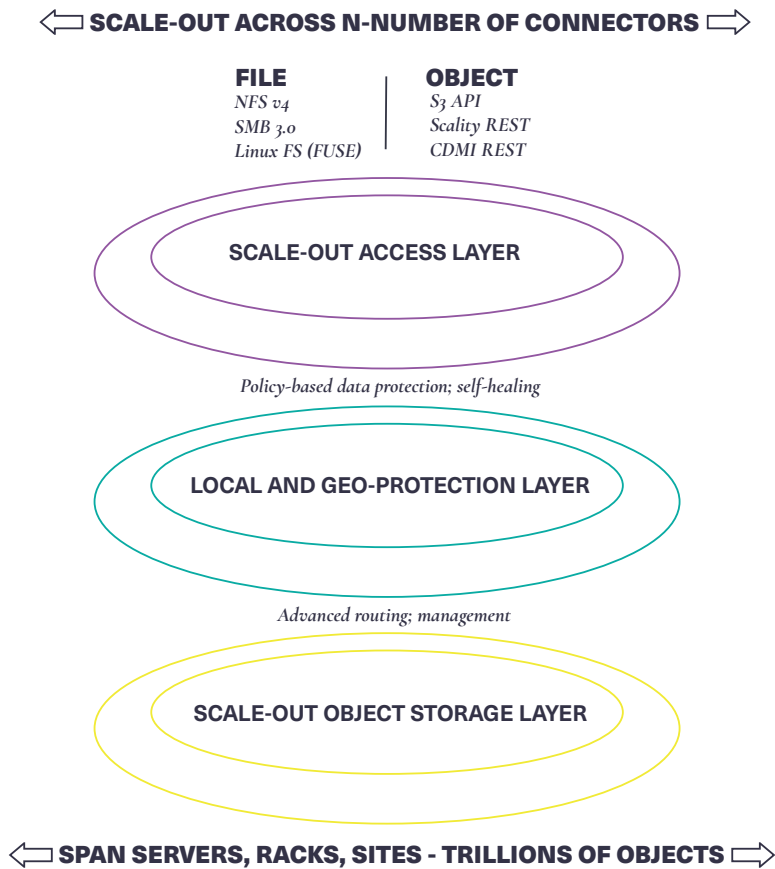 SCALE-OUT ACROSS N-NUMBER OF CONNECTORS
FILE
NFS v4
SMB 3.0
Linux FS (FUSE)
OBJECT
S3 API
Scality REST
CDMI REST
SCALE-OUT ACCESS LAYER
Policy-based data protection; self-healing
LOCAL AND GEO-PROTECTION LAYER
Advanced routing; management
SCALE-OUT OBJECT STORAGE LAYER
SPAN SERVERS, RACKS, SITES - TRILLIONS OF OBJECTS